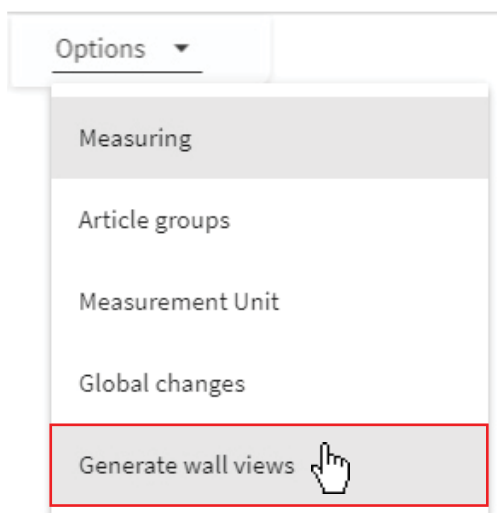 Options
Measuring
Article groups
Measurement Unit
Global changes
Generate wall views